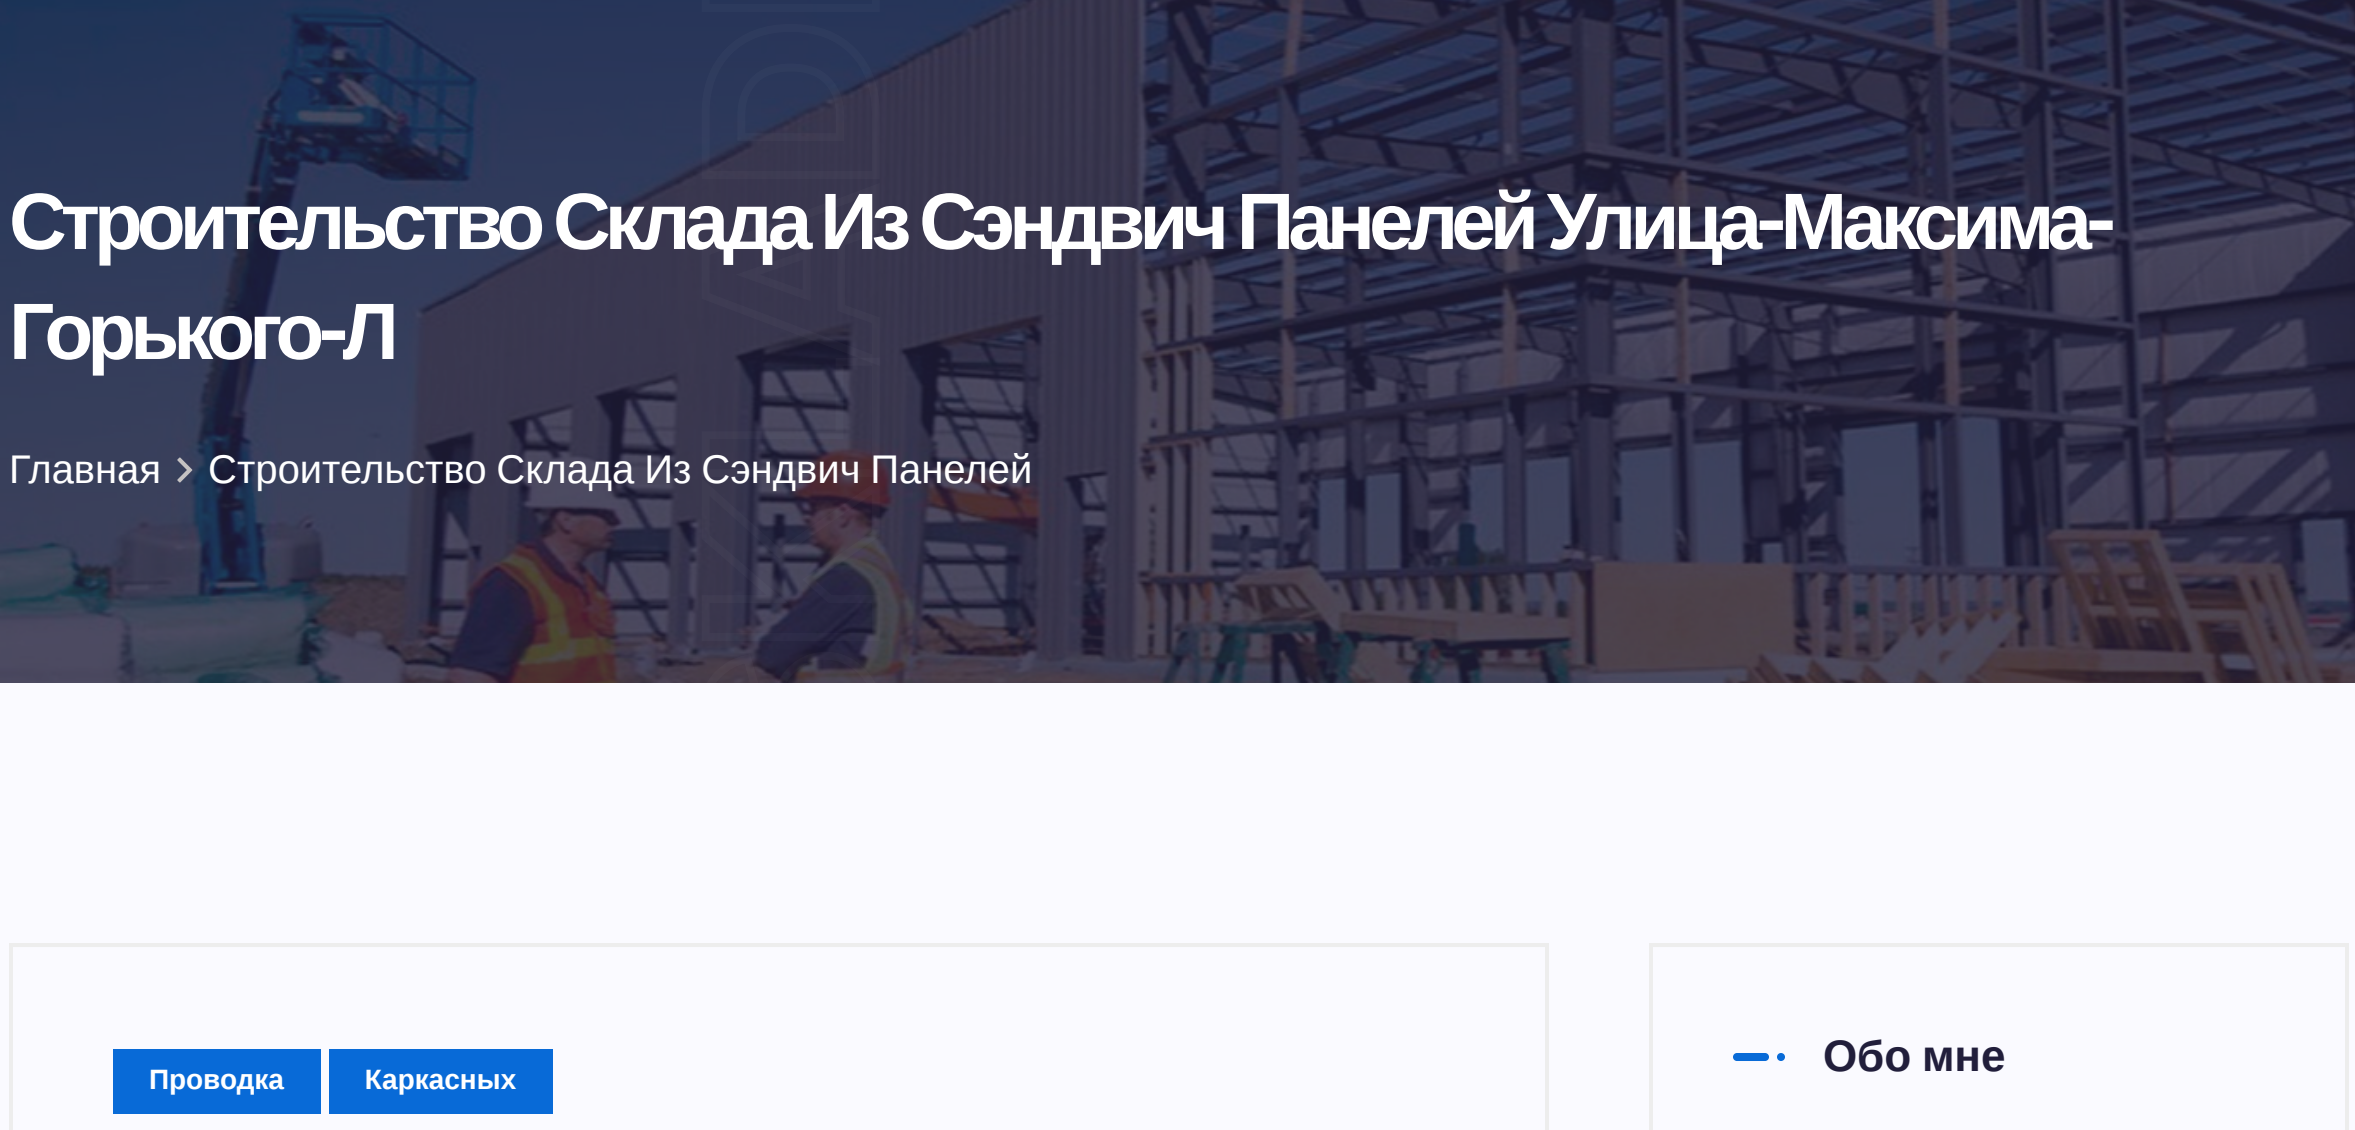 Строительство Склада Из Сэндвич Панелей Улица-Максима-
Горького-Л
Главная > Строительство Склада Из Сэндвич Панелей
Проводка
Каркасных
Обо мне